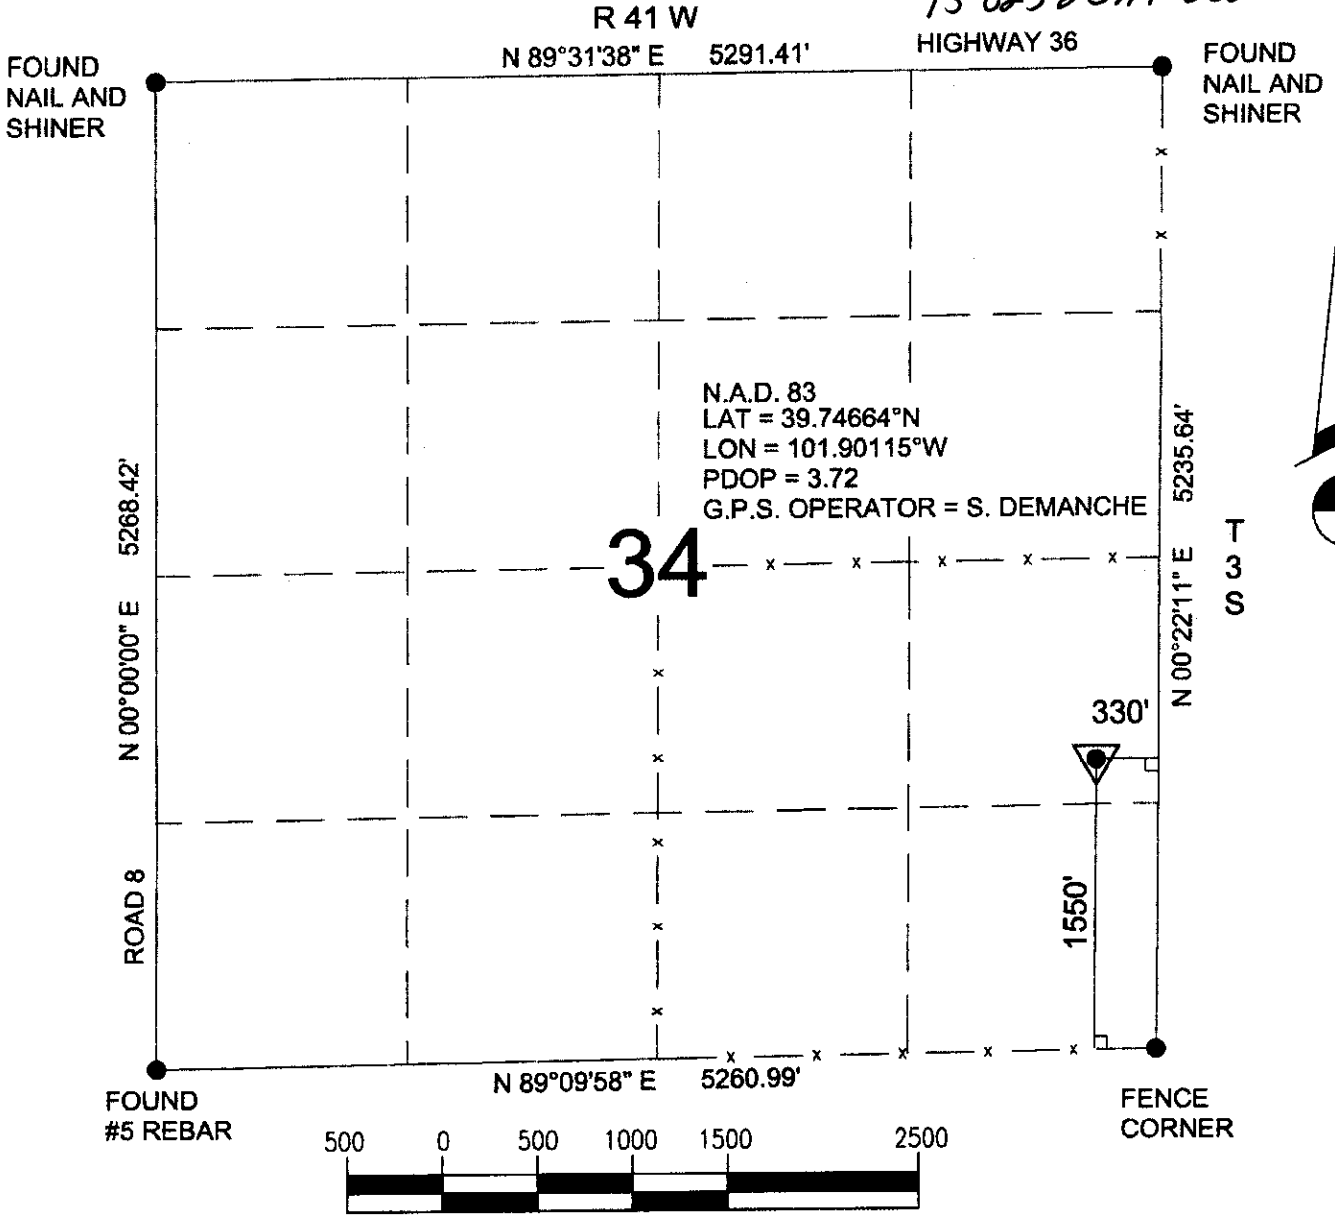 R 41 W
N 89°31'38" E 5291.41'
HIGHWAY 36
FOUND
NAIL AND
SHINER
FOUND
NAIL AND
SHINER
N.A.D. 83
LAT = 39.74664°N
LON = 101.90115°W
PDOP = 3.72
G.P.S. OPERATOR = S. DEMANCHE
34
N 00°00'00" E 5268.42'
ROAD 8
N 00°22'11" E 5235.64'
T
3
S
330'
1550'
N 89°09'58" E 5260.99'
FOUND
#5 REBAR
FENCE
CORNER
500 0 500 1000 1500 2500